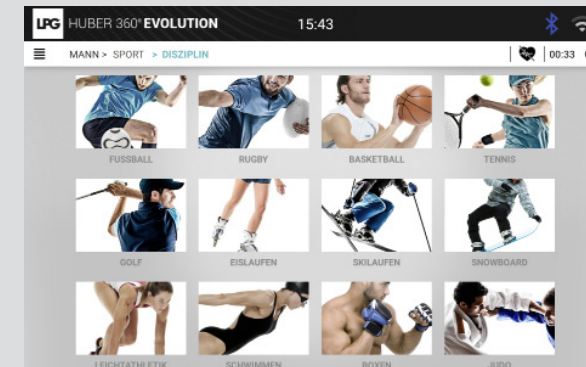 LPG HUBER 360° EVOLUTION 15:43
MANN > SPORT > DISZIPLIN 00:33
FUSSBALL RUGBY BASKETBALL TENNIS
GOLF EISLAUFEN SKILAUFEN SNOWBOARD
LEICHTATHLETIK SCHWIMMEN BOXEN JUDO